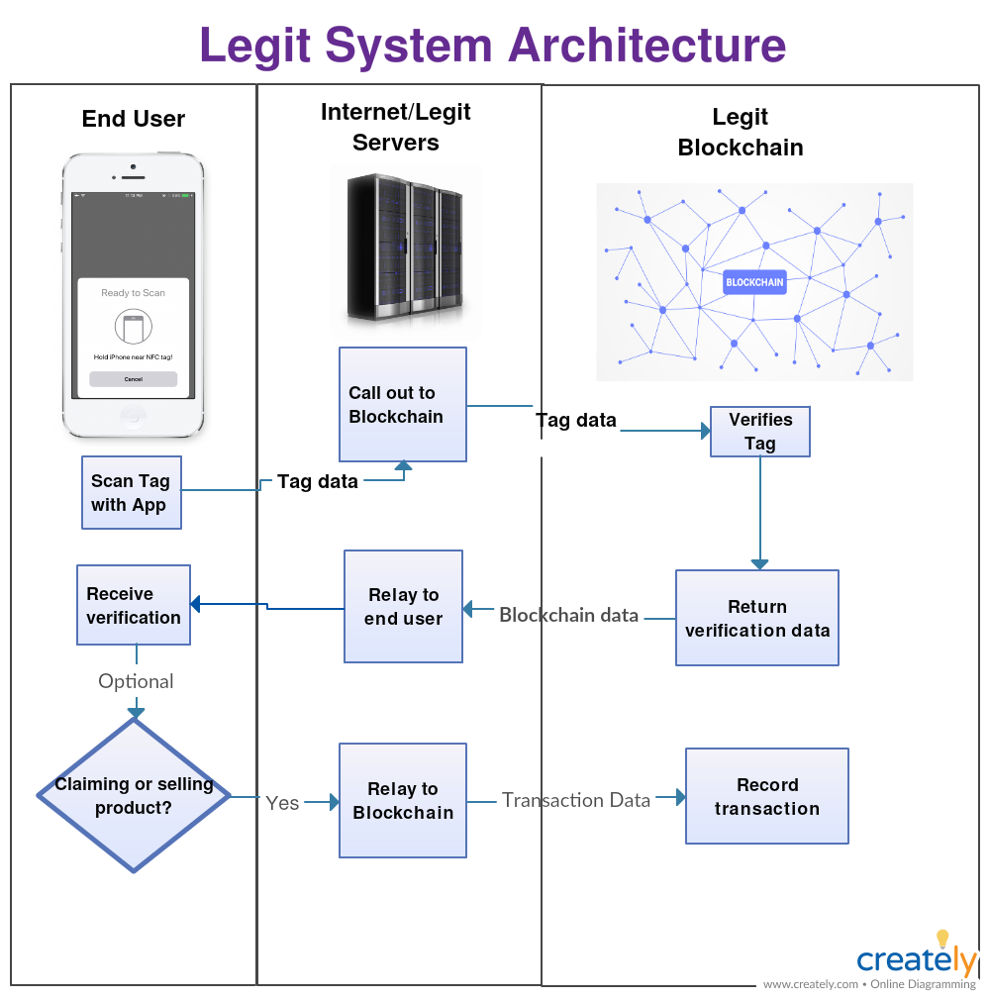 Legit System Architecture
End User
Internet/Legit
Servers
Legit
Blockchain
11:13 PM
Ready to Scan
Hold iPhone near NFC tag!
Cancel
BLOCKCHAIN
Call out to
Blockchain
Tag data
Verifies
Tag
Scan Tag
with App
Tag data
Receive
verification
Relay to
end user
Blockchain data
Return
verification data
Optional
Claiming or selling
product?
Yes
Relay to
Blockchain
Transaction Data
Record
transaction
creately
www.creately.com • Online Diagramming